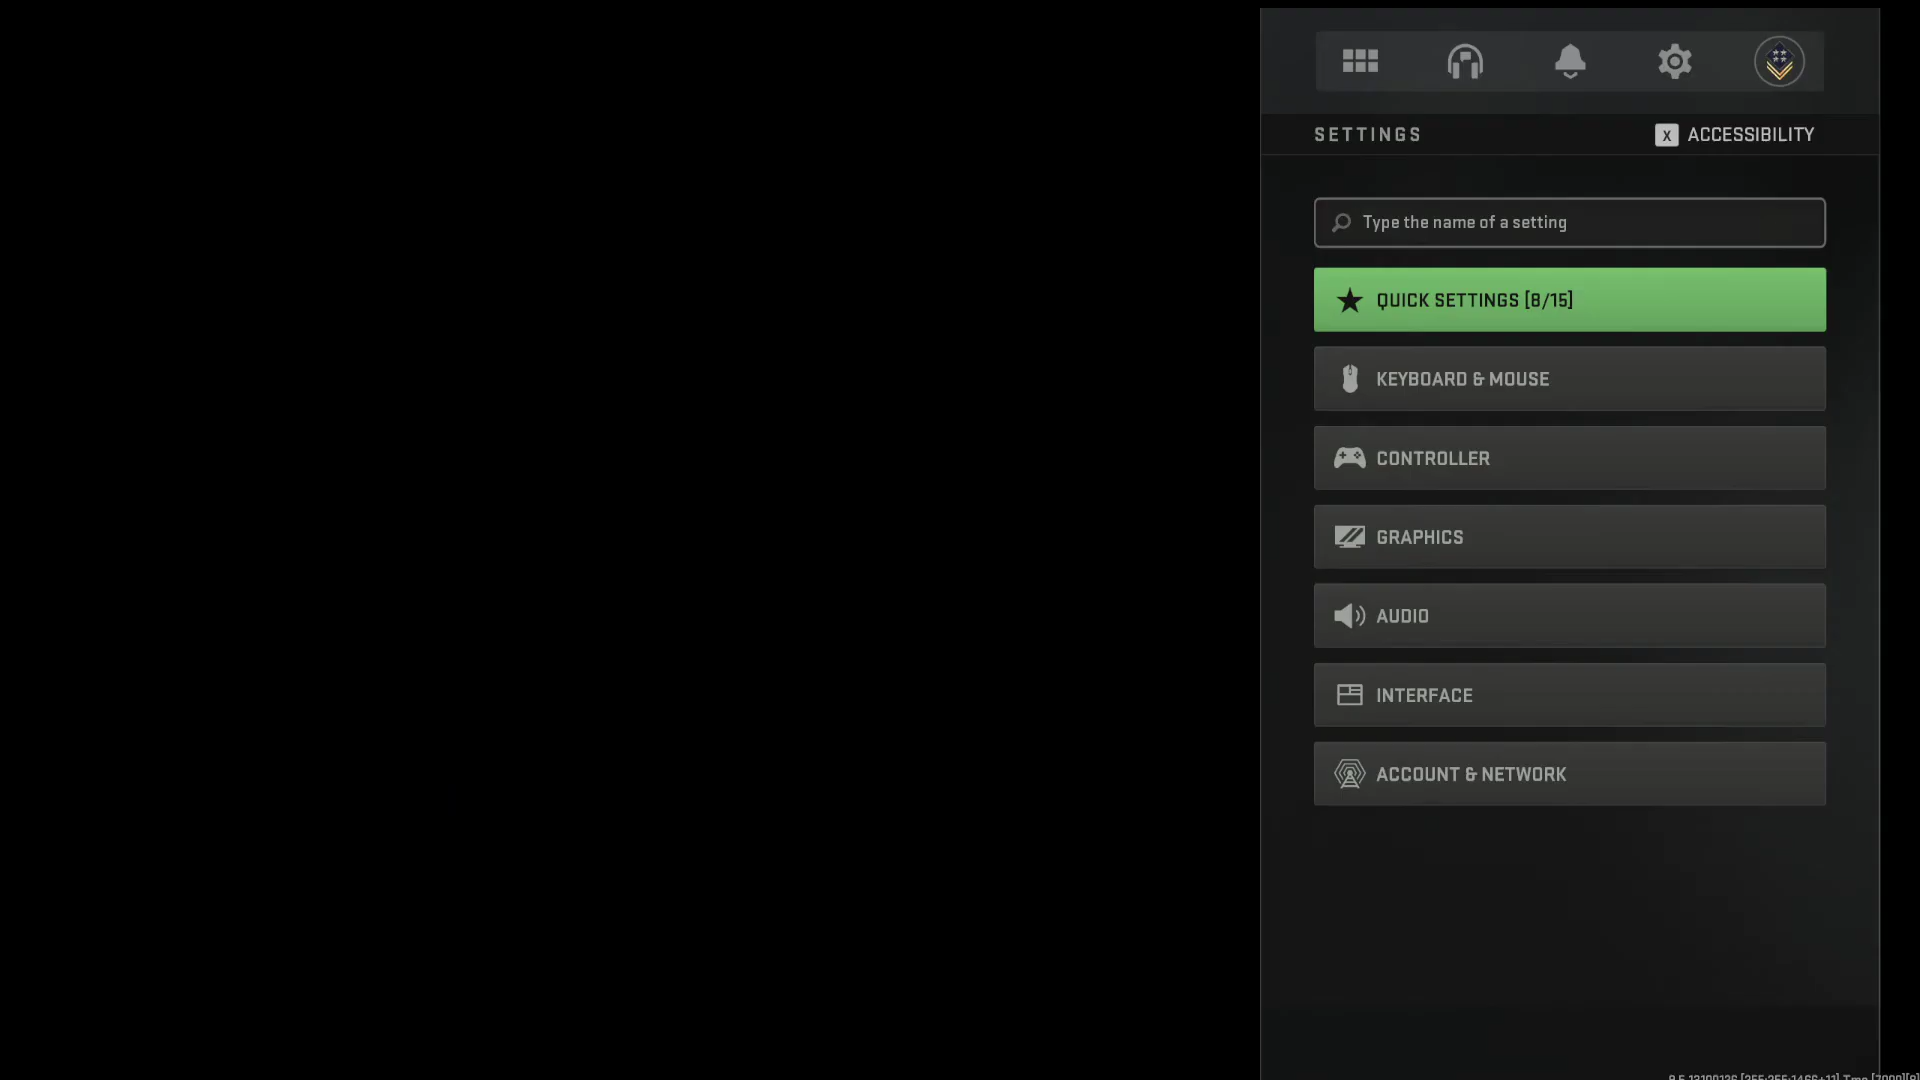 SETTINGS
X ACCESSIBILITY
Type the name of a setting
QUICK SETTINGS [8/15]
KEYBOARD & MOUSE
CONTROLLER
GRAPHICS
AUDIO
INTERFACE
ACCOUNT & NETWORK